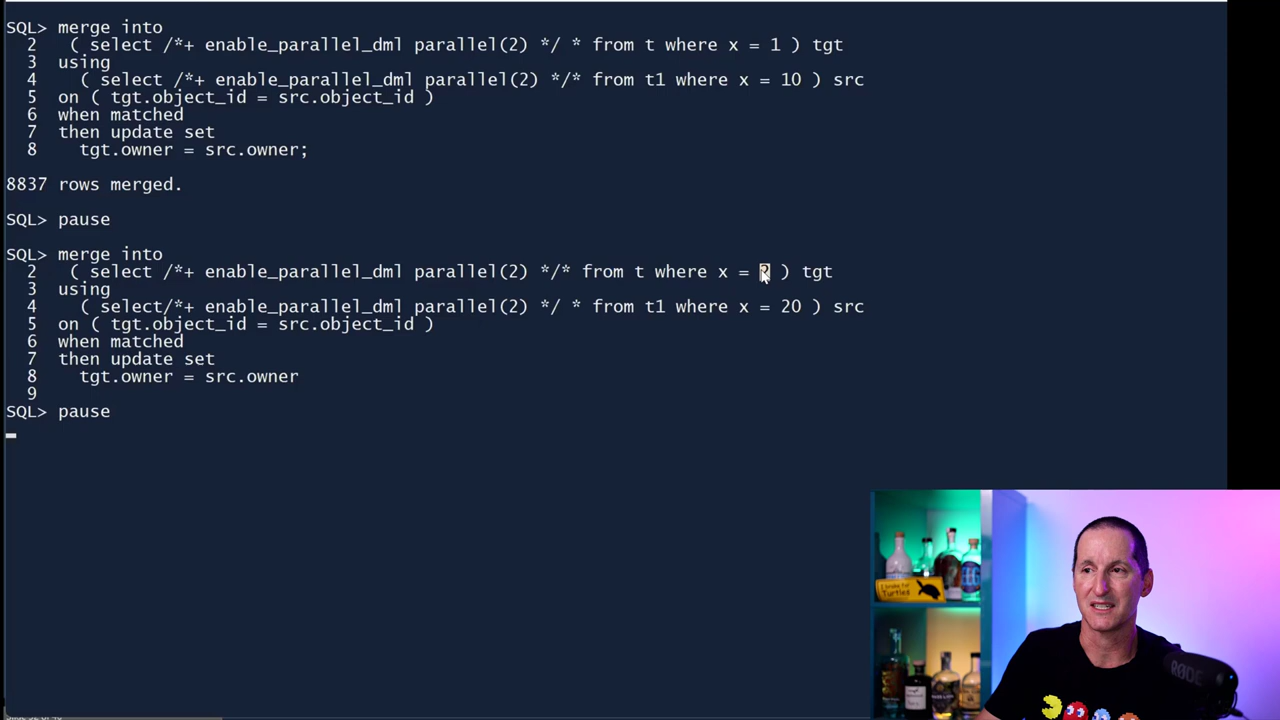 SQL> merge into
2 ( select /*+ enable_parallel_dml parallel(2) */ * from t where x = 1 ) tgt
3 using
4 ( select /*+ enable_parallel_dml parallel(2) */* from t1 where x = 10 ) src
5 on ( tgt.object_id = src.object_id )
6 when matched
7 then update set
8 tgt.owner = src.owner;
8837 rows merged.
SQL> pause
SQL> merge into
2 ( select /*+ enable_parallel_dml parallel(2) */* from t where x = 2 ) tgt
3 using
4 ( select/*+ enable_parallel_dml parallel(2) */ * from t1 where x = 20 ) src
5 on ( tgt.object_id = src.object_id )
6 when matched
7 then update set
8 tgt.owner = src.owner
9
SQL> pause
Turtles
RØDE